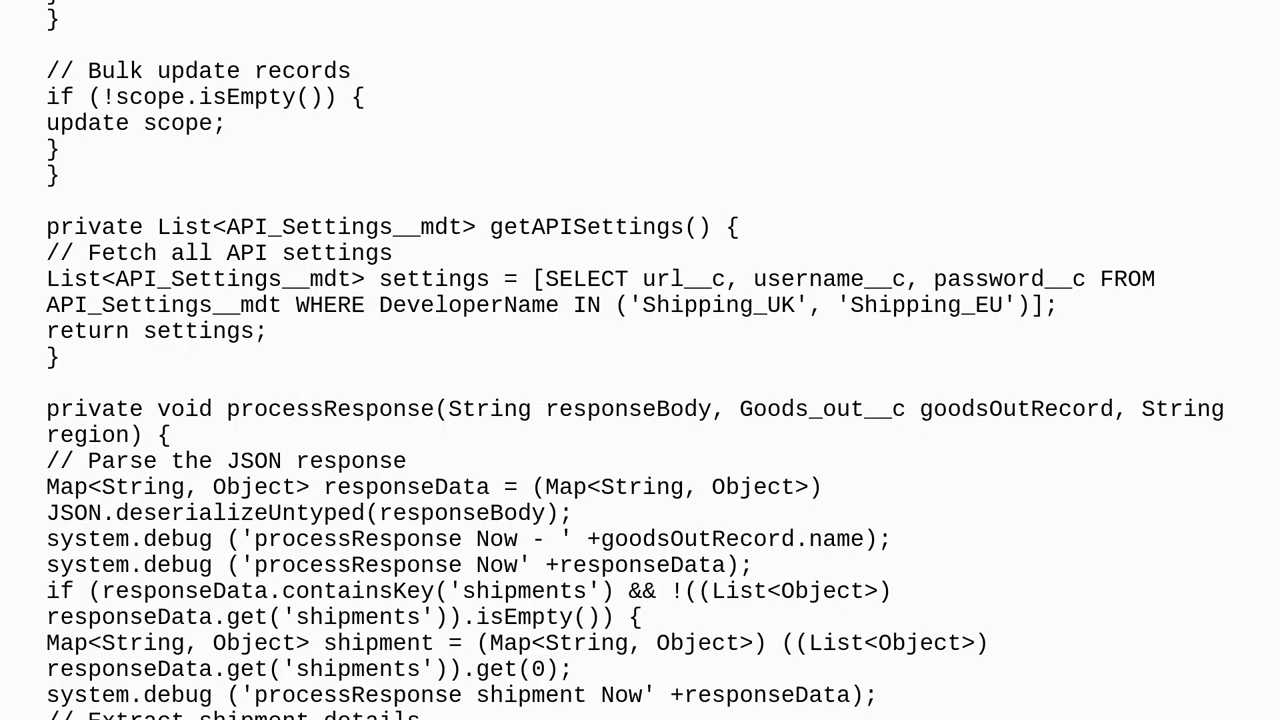 }
}

// Bulk update records
if (!scope.isEmpty()) {
update scope;
}
}

private List<API_Settings__mdt> getAPISettings() {
// Fetch all API settings
List<API_Settings__mdt> settings = [SELECT url__c, username__c, password__c FROM
API_Settings__mdt WHERE DeveloperName IN ('Shipping_UK', 'Shipping_EU')];
return settings;
}

private void processResponse(String responseBody, Goods_out__c goodsOutRecord, String
region) {
// Parse the JSON response
Map<String, Object> responseData = (Map<String, Object>)
JSON.deserializeUntyped(responseBody);
system.debug ('processResponse Now - ' +goodsOutRecord.name);
system.debug ('processResponse Now' +responseData);
if (responseData.containsKey('shipments') && !((List<Object>)
responseData.get('shipments')).isEmpty()) {
Map<String, Object> shipment = (Map<String, Object>) ((List<Object>)
responseData.get('shipments')).get(0);
system.debug ('processResponse shipment Now' +responseData);
// Extract shipment details